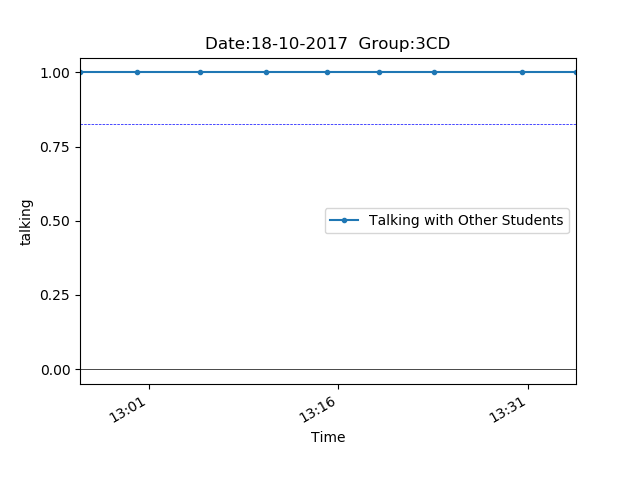 Date:18-10-2017  Group:3CD
1.00
0.75
talking
0.50
Talking with Other Students
0.25
0.00
13:01
13:16
13:31
Time